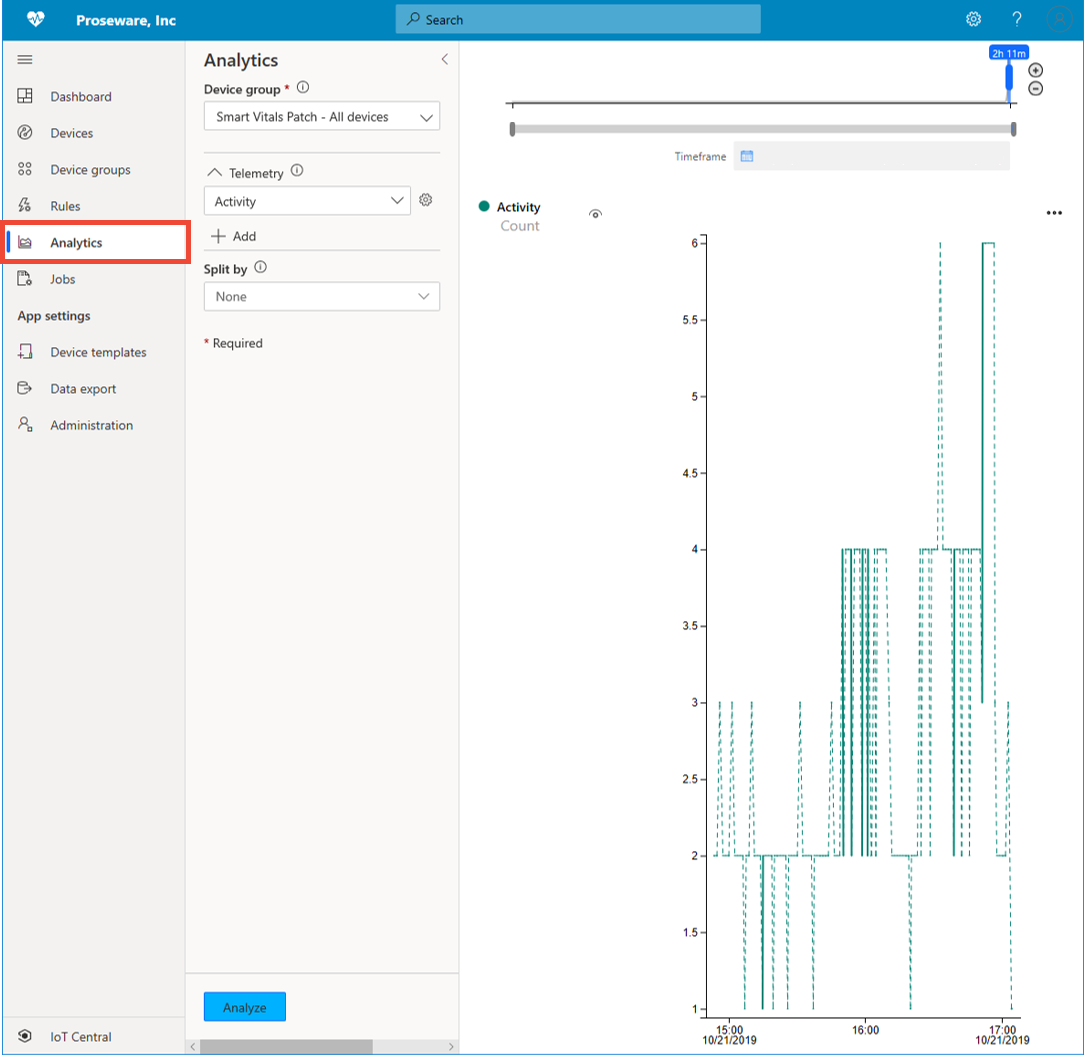 Proseware, Inc
Search
?
Dashboard
Devices
Device groups
Rules
Analytics
Jobs
App settings
Device templates
Data export
Administration
IoT Central
Analytics
Device group *
Smart Vitals Patch - All devices
Telemetry
Activity
Add
Split by
None
* Required
Analyze
2h 11m
Timeframe
Activity
Count
6
5.5
5
4.5
4
3.5
3
2.5
2
1.5
1
15:00
10/21/2019
16:00
17:00
10/21/2019